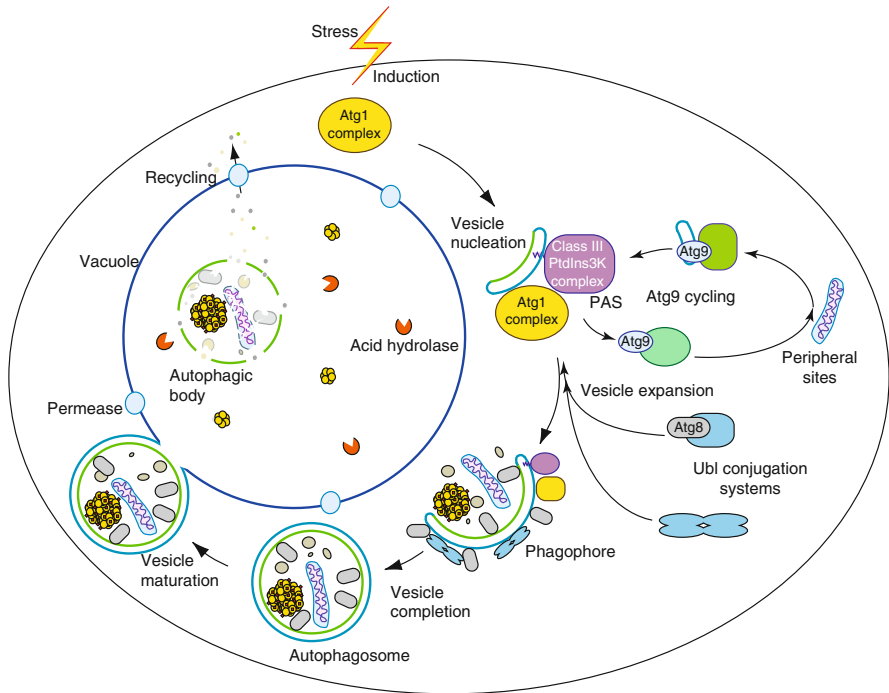 Stress
Induction
Atg1
complex
Recycling
Vesicle
nucleation
Class III
PtdIns3K
complex
PAS
Atg1
complex
Atg9
Atg9 cycling
Atg9
Peripheral
sites
Vacuole
Acid hydrolase
Autophagic
body
Permease
Vesicle expansion
Atg8
Ubl conjugation
systems
Phagophore
Vesicle
maturation
Vesicle
completion
Autophagosome